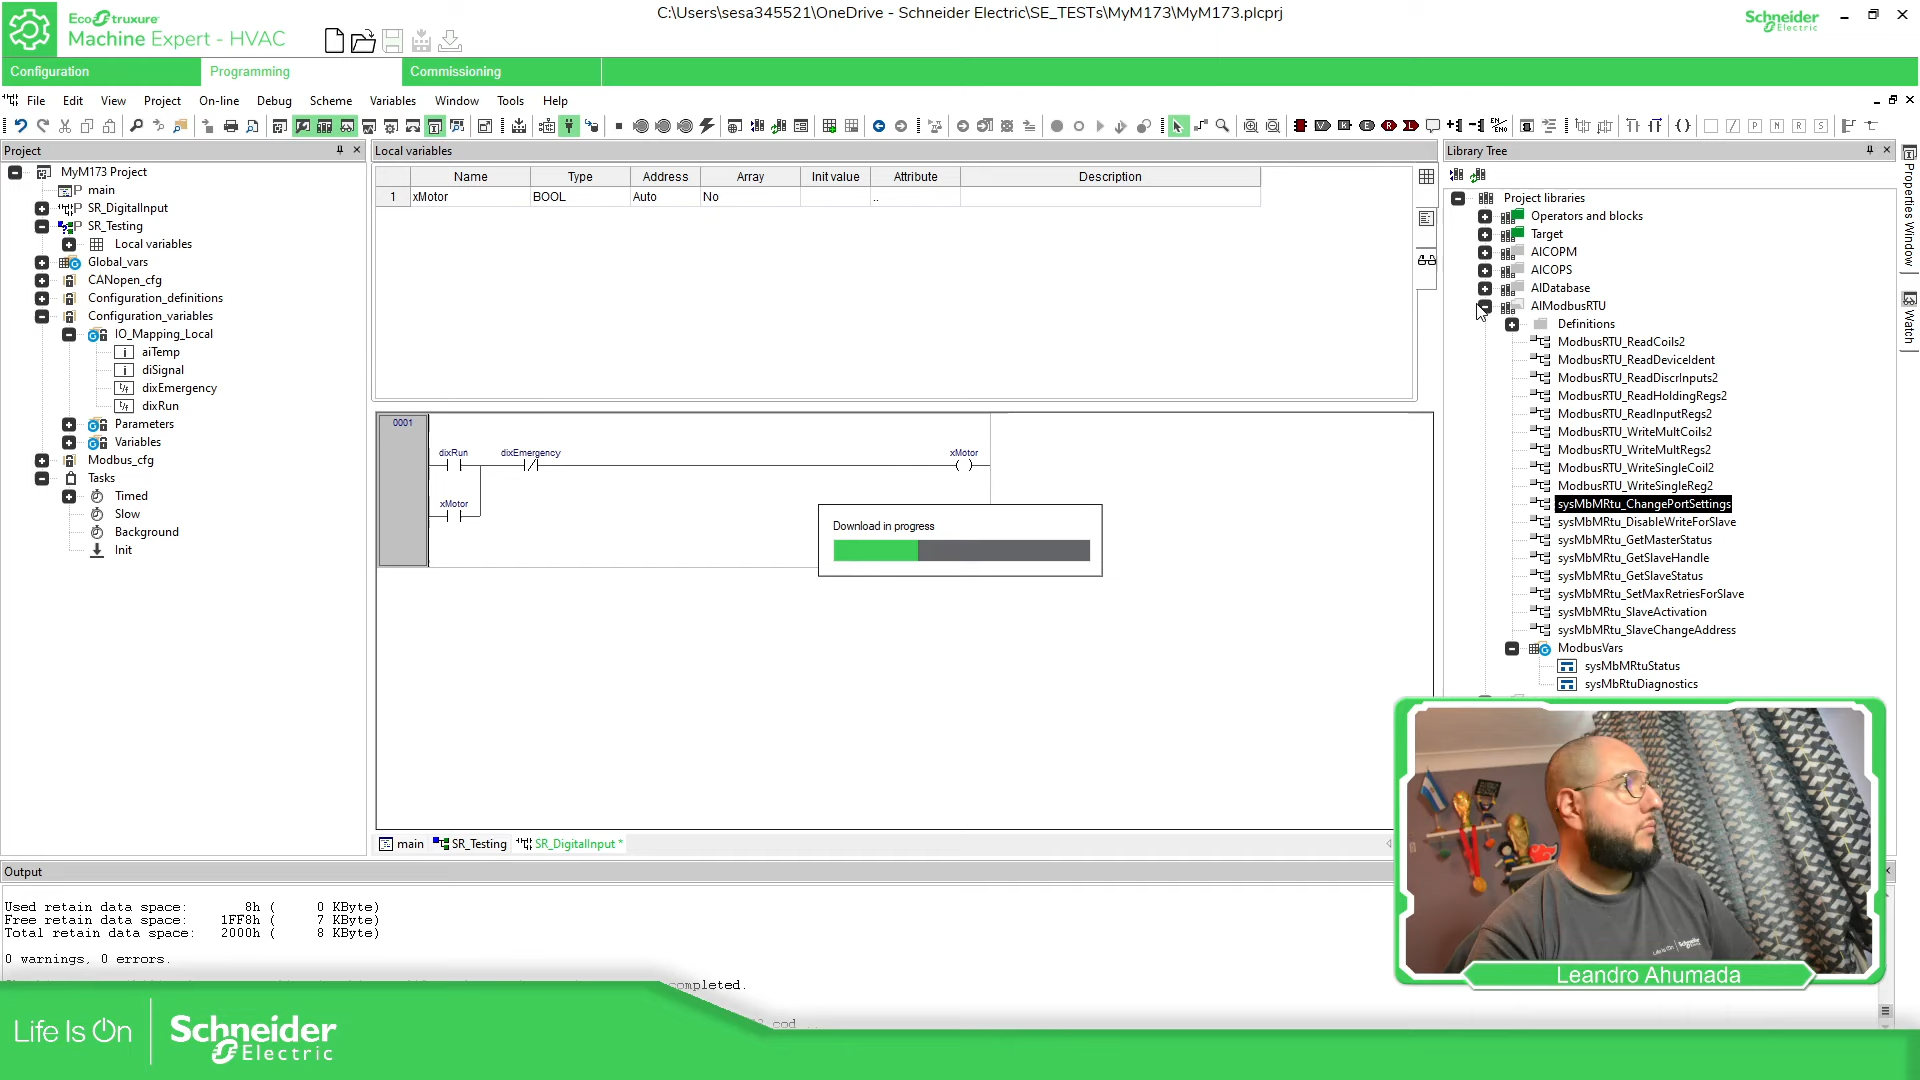 EcoStruxure
Machine Expert - HVAC
C:\Users\sesa345521\OneDrive - Schneider Electric\SE_TESTs\MyM173\MyM173.plcprj
Schneider Electric
Configuration
Programming
Commissioning
File Edit View Project On-line Debug Scheme Variables Window Tools Help
Project
MyM173 Project
main
SR_DigitalInput
SR_Testing
Local variables
Global_vars
CANopen_cfg
Configuration_definitions
Configuration_variables
IO_Mapping_Local
aiTemp
diSignal
dixEmergency
dixRun
Parameters
Variables
Modbus_cfg
Tasks
Timed
Slow
Background
Init
Local variables
Name Type Address Array Init value Attribute Description
1 xMotor BOOL Auto No ..
0001
dixRun dixEmergency xMotor
xMotor
Download in progress
main SR_Testing SR_DigitalInput *
Library Tree
Project libraries
Operators and blocks
Target
AICOPM
AICOPS
AIDatabase
AIModbusRTU
Definitions
ModbusRTU_ReadCoils2
ModbusRTU_ReadDeviceIdent
ModbusRTU_ReadDiscrInputs2
ModbusRTU_ReadHoldingRegs2
ModbusRTU_ReadInputRegs2
ModbusRTU_WriteMultCoils2
ModbusRTU_WriteMultRegs2
ModbusRTU_WriteSingleCoil2
ModbusRTU_WriteSingleReg2
sysMbMRtu_ChangePortSettings
sysMbMRtu_DisableWriteForSlave
sysMbMRtu_GetMasterStatus
sysMbMRtu_GetSlaveHandle
sysMbMRtu_GetSlaveStatus
sysMbMRtu_SetMaxRetriesForSlave
sysMbMRtu_SlaveActivation
sysMbMRtu_SlaveChangeAddress
ModbusVars
sysMbMRtuStatus
sysMbRtuDiagnostics
Properties Window
Watch
Output
Used retain data space: 8h ( 0 KByte)
Free retain data space: 1FF8h ( 7 KByte)
Total retain data space: 2000h ( 8 KByte)
0 warnings, 0 errors.
completed.
cod
Life Is On
Schneider Electric
Life Is On Schneider
Leandro Ahumada